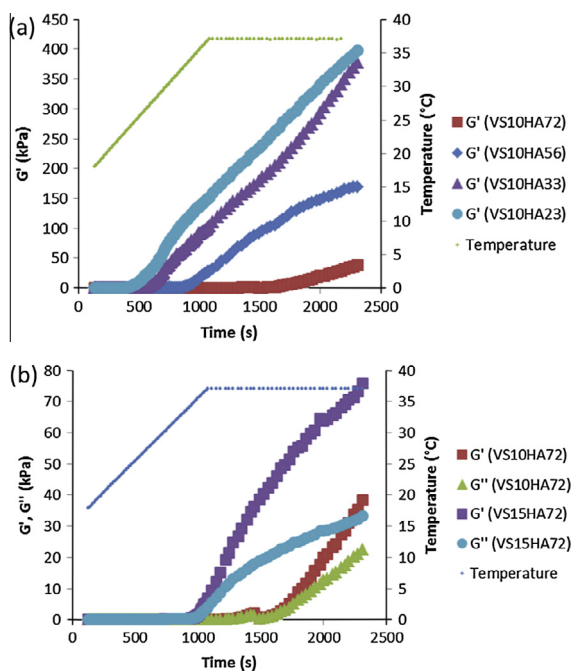 (a)
450
400
350
300
250
200
150
100
50
0
G' (kPa)
0 500 1000 1500 2000 2500
Time (s)
40
35
30
25
20
15
10
5
0
Temperature (°C)
G' (VS10HA72)
G' (VS10HA56)
G' (VS10HA33)
G' (VS10HA23)
Temperature
(b)
80
70
60
50
40
30
20
10
0
G', G'' (kPa)
0 500 1000 1500 2000 2500
Time (s)
40
35
30
25
20
15
10
5
0
Temperature (°C)
G' (VS10HA72)
G'' (VS10HA72)
G' (VS15HA72)
G'' (VS15HA72)
Temperature